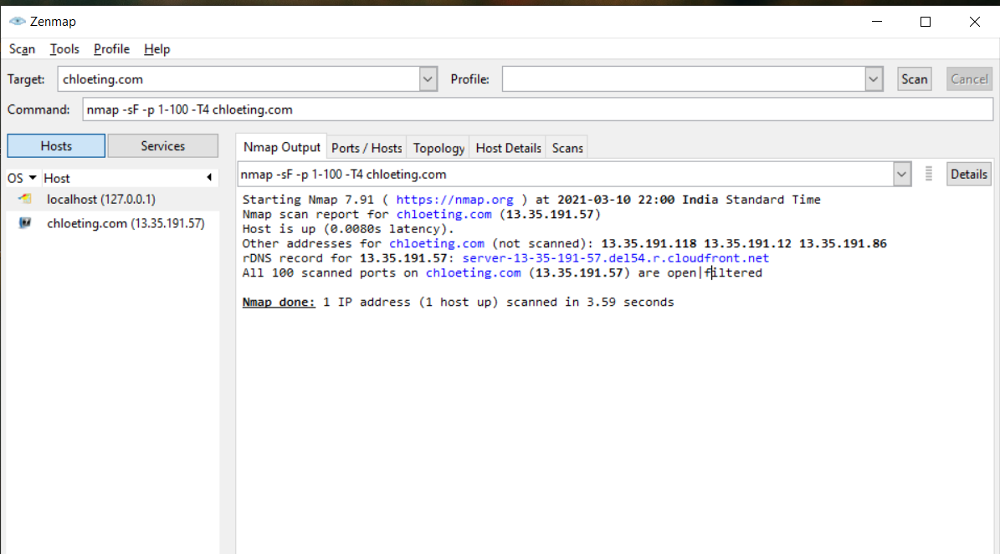 Zenmap
Scan Tools Profile Help
Target: chloeting.com Profile: Scan Cancel
Command: nmap -sF -p 1-100 -T4 chloeting.com
Hosts Services Nmap Output Ports / Hosts Topology Host Details Scans
nmap -sF -p 1-100 -T4 chloeting.com Details
OS Host
localhost (127.0.0.1)
chloeting.com (13.35.191.57)
Starting Nmap 7.91 ( https://nmap.org ) at 2021-03-10 22:00 India Standard Time
Nmap scan report for chloeting.com (13.35.191.57)
Host is up (0.0080s latency).
Other addresses for chloeting.com (not scanned): 13.35.191.118 13.35.191.12 13.35.191.86
rDNS record for 13.35.191.57: server-13-35-191-57.del54.r.cloudfront.net
All 100 scanned ports on chloeting.com (13.35.191.57) are open|filtered
Nmap done: 1 IP address (1 host up) scanned in 3.59 seconds